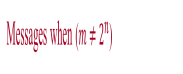 Messages when (m ≠ 2ⁿ)